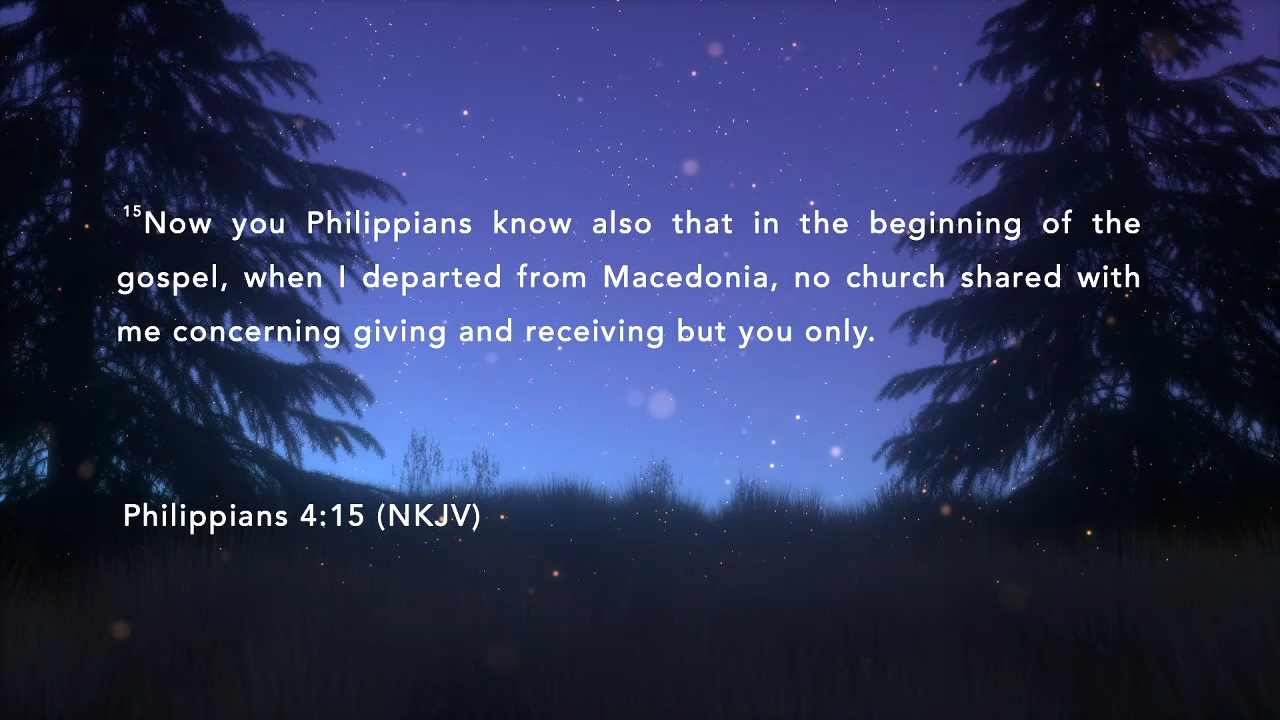 15Now you Philippians know also that in the beginning of the
gospel, when I departed from Macedonia, no church shared with
me concerning giving and receiving but you only.
Philippians 4:15 (NKJV)